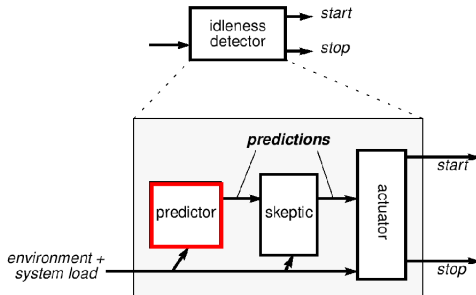 idleness
detector
start
stop
predictions
predictor
skeptic
actuator
start
environment +
system load
stop